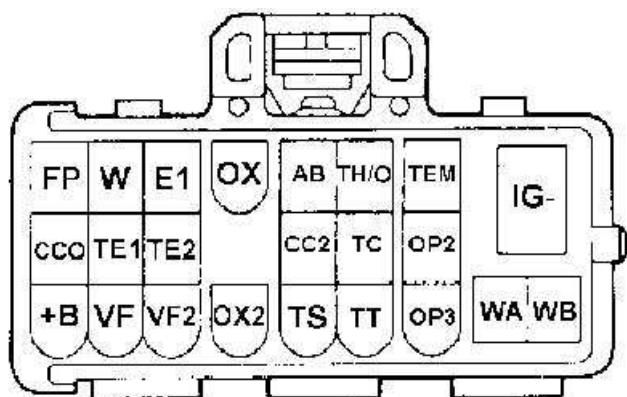 FP W E1 OX AB TH/O TEM IG-
CCO TE1 TE2 CC2 TC OP2
+B VF VF2 OX2 TS TT OP3 WA WB